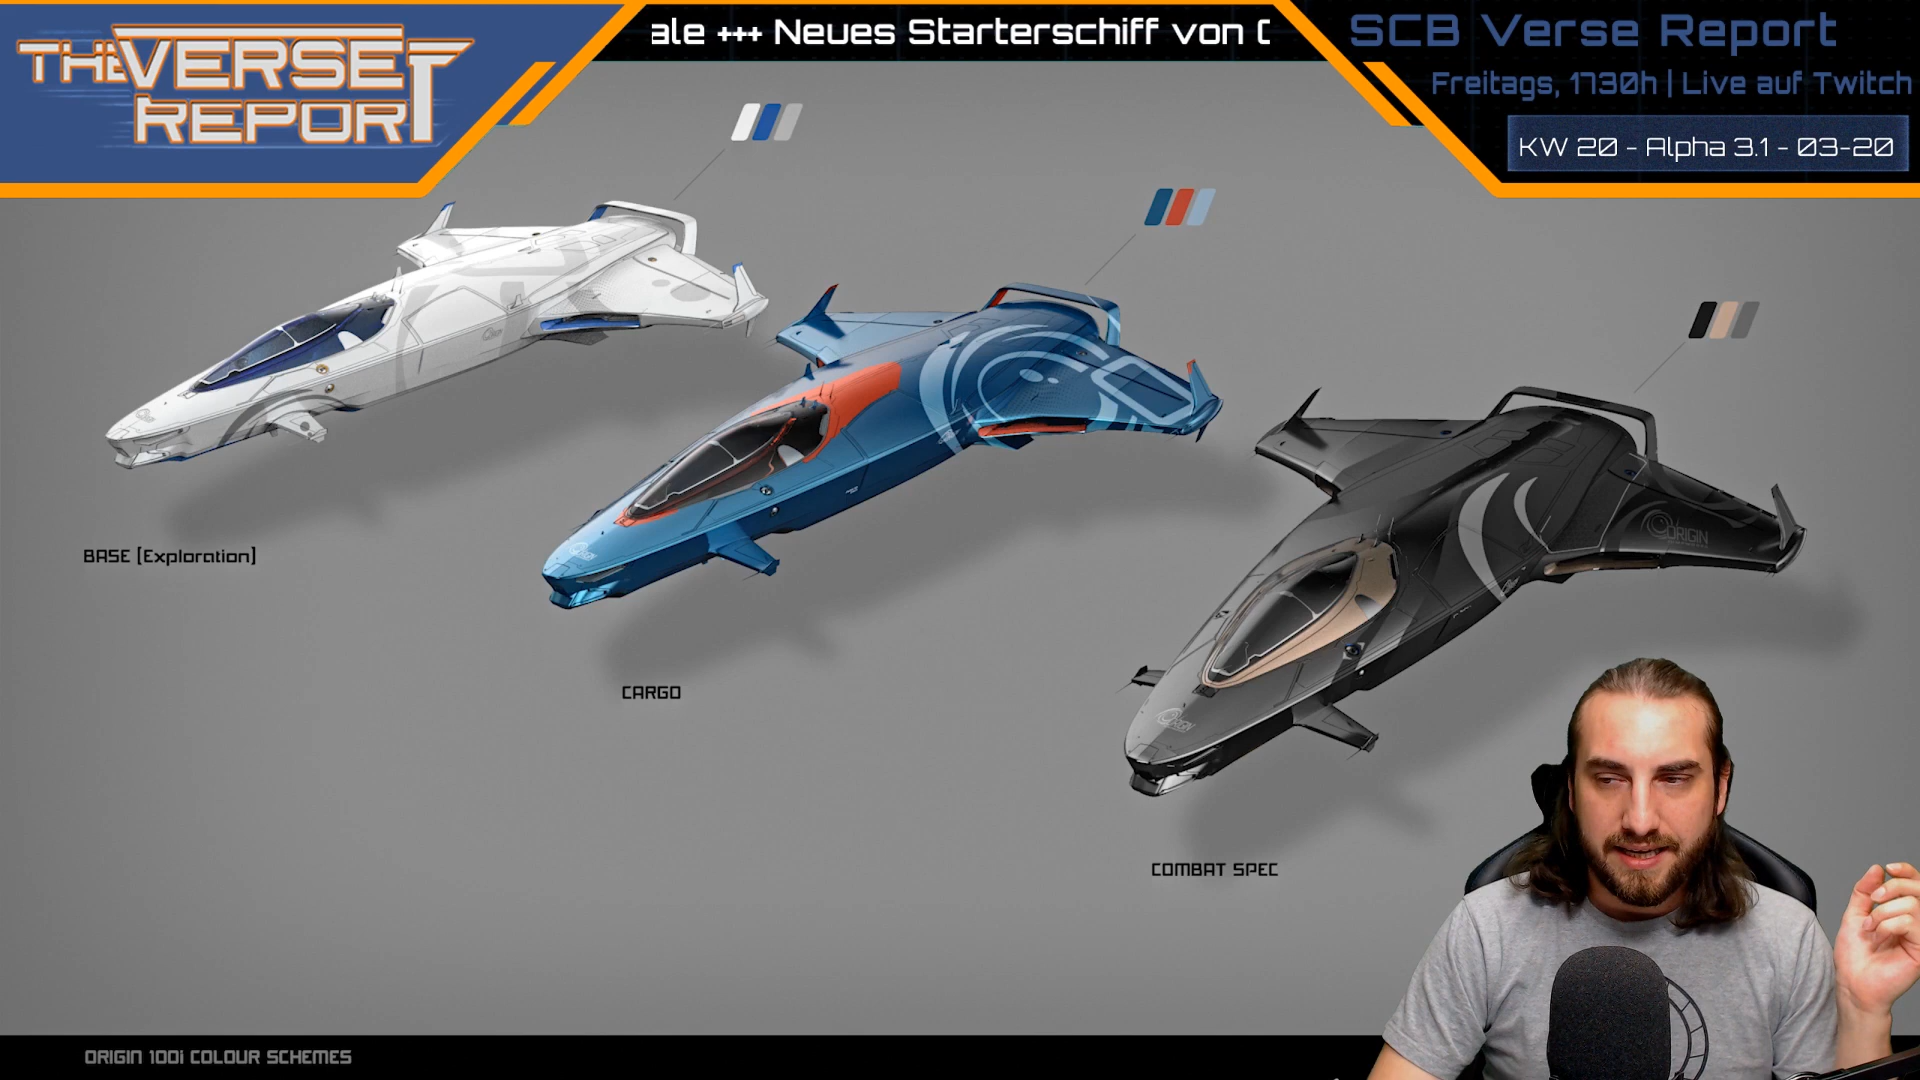 THE VERSE
REPORT
ale +++ Neues Starterschiff von
SCB Verse Report
Freitags, 1730h | Live auf Twitch
KW 20 - Alpha 3.1 - 03-20
BASE [Exploration]
CARGO
ORIGIN
ORIGIN
COMBAT SPEC
ORIGIN 100i COLOUR SCHEMES